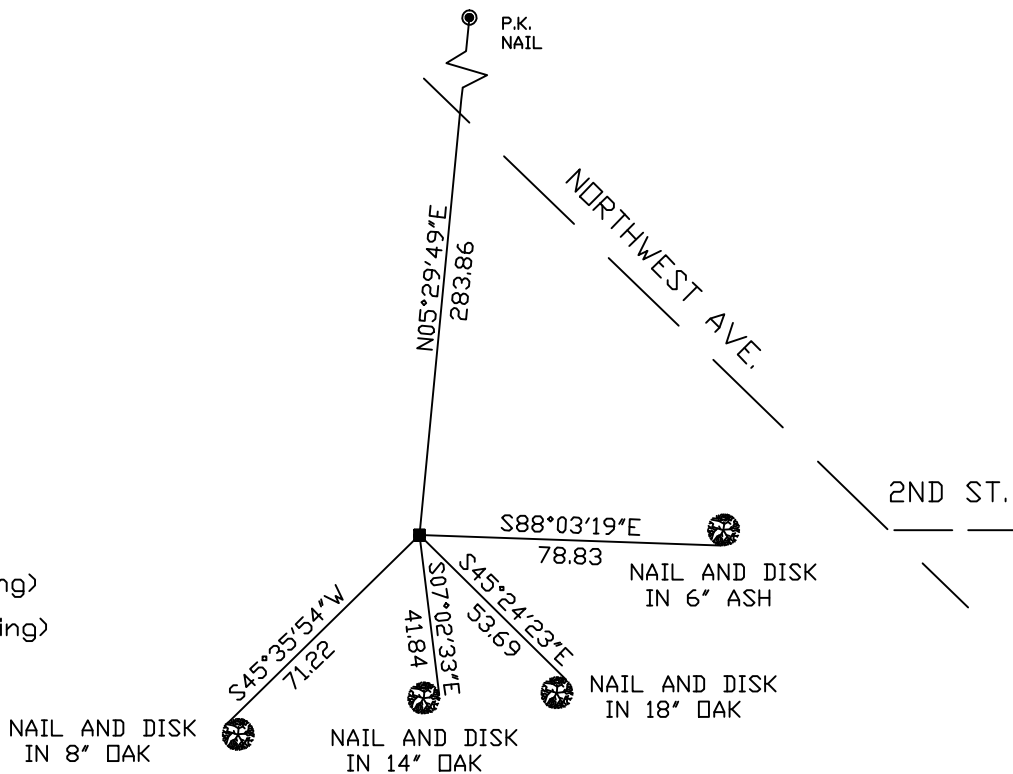 P.K.
NAIL
NORTHWEST AVE.
N05°29'49"E
283.86
2ND ST.
S88°03'19"E
78.83
NAIL AND DISK
IN 6" ASH
ng)
ing)
S45°24'23"E
53.69
S07°02'33"E
41.84
S45°35'54"W
71.22
NAIL AND DISK
IN 18" OAK
NAIL AND DISK
IN 8" OAK
NAIL AND DISK
IN 14" OAK